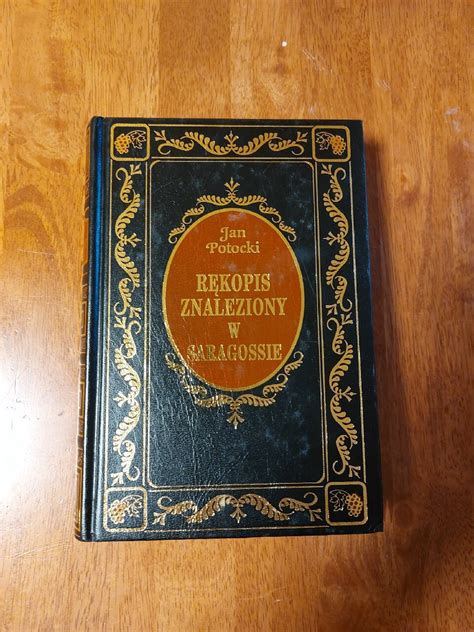 Jan
Potocki
RĘKOPIS
ZNALEZIONY
W
SARAGOSSIE